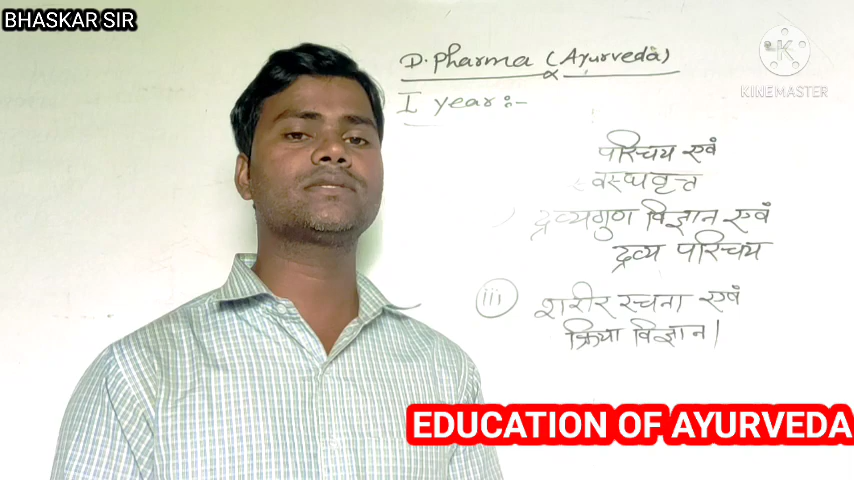 BHASKAR SIR
D. Pharma (Ayurveda)
I year :-
परिचय एवं
स्वस्थवृत्त
द्रव्यगुण विज्ञान एवं
द्रव्य परिचय
(iii) शरीर रचना एवं
क्रिया विज्ञान।
KINEMASTER
EDUCATION OF AYURVEDA